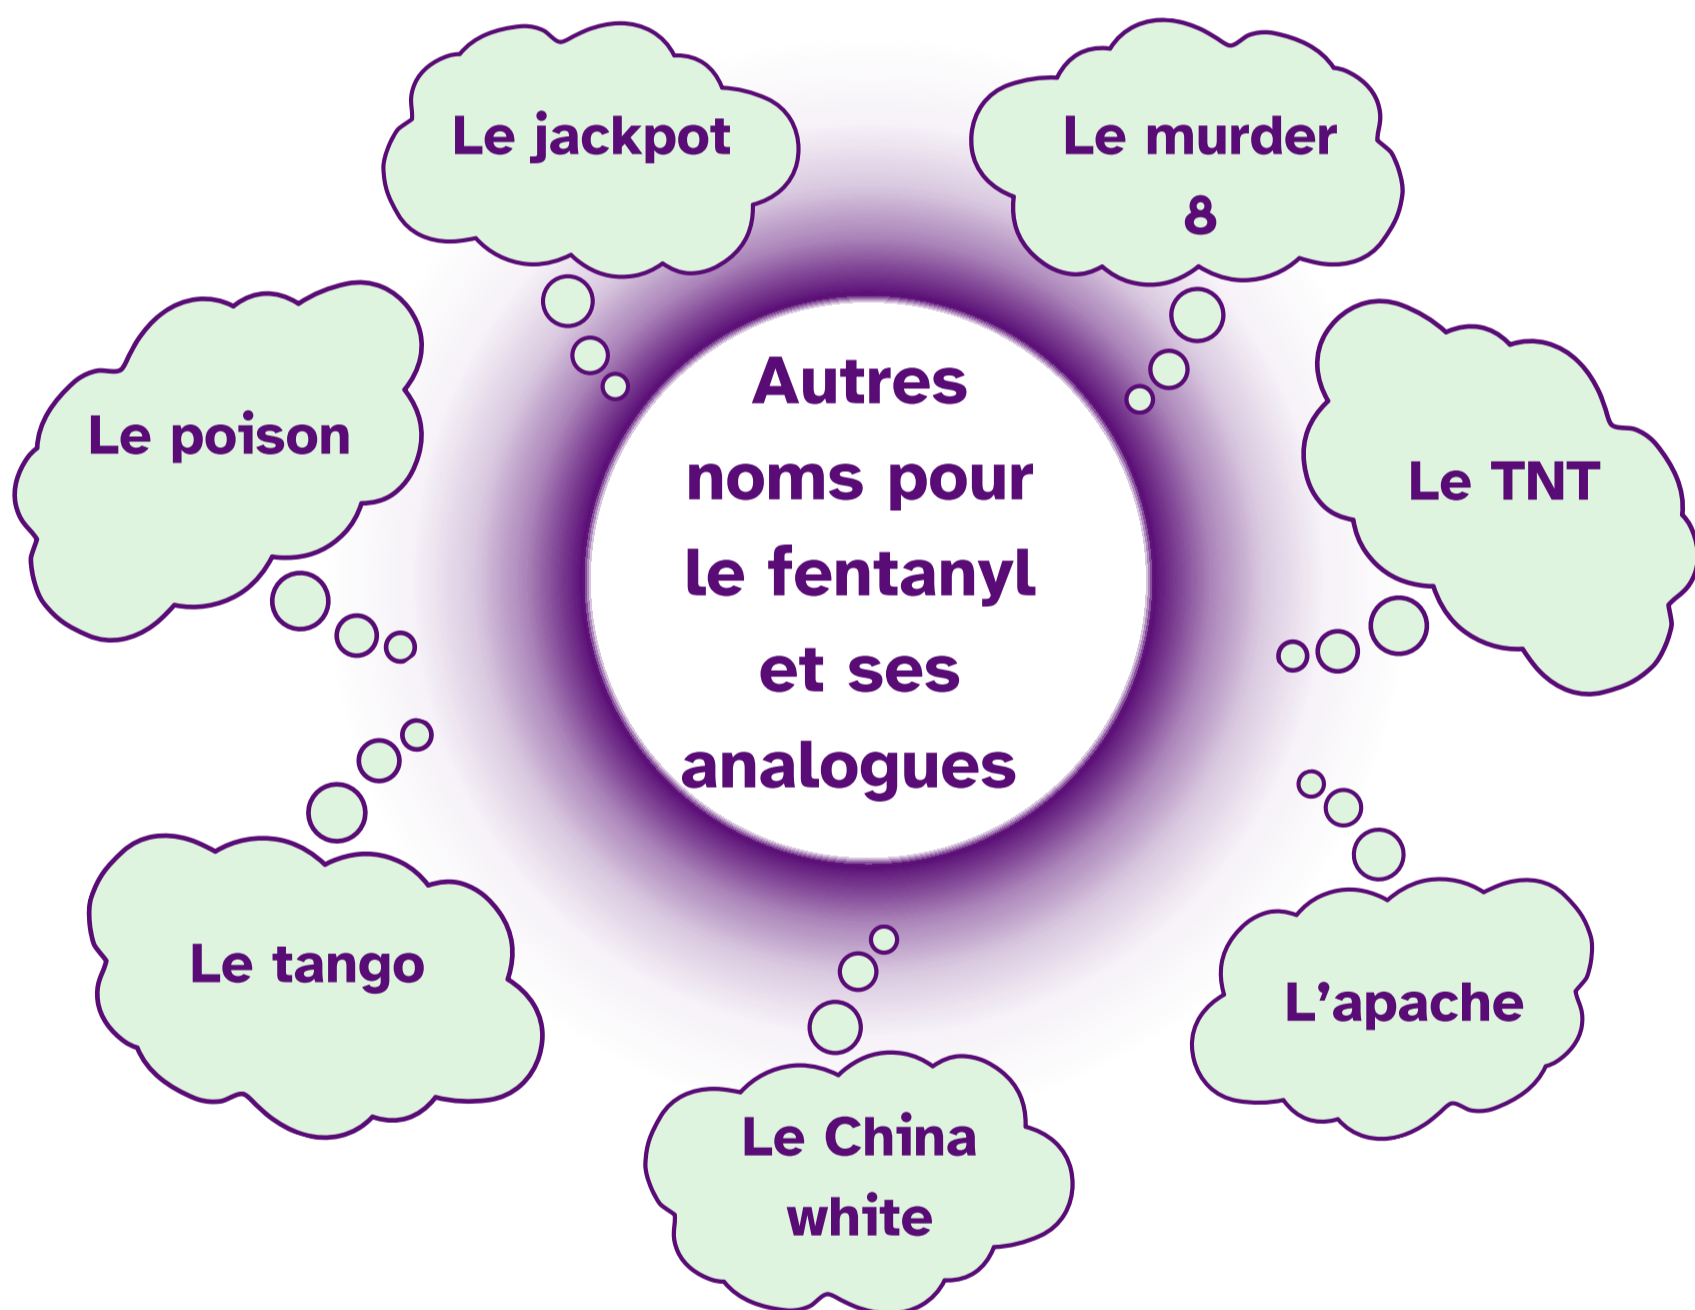 Le jackpot
Le murder
8
Autres
noms pour
le fentanyl
et ses
analogues
Le poison
Le TNT
Le tango
L’apache
Le China
white